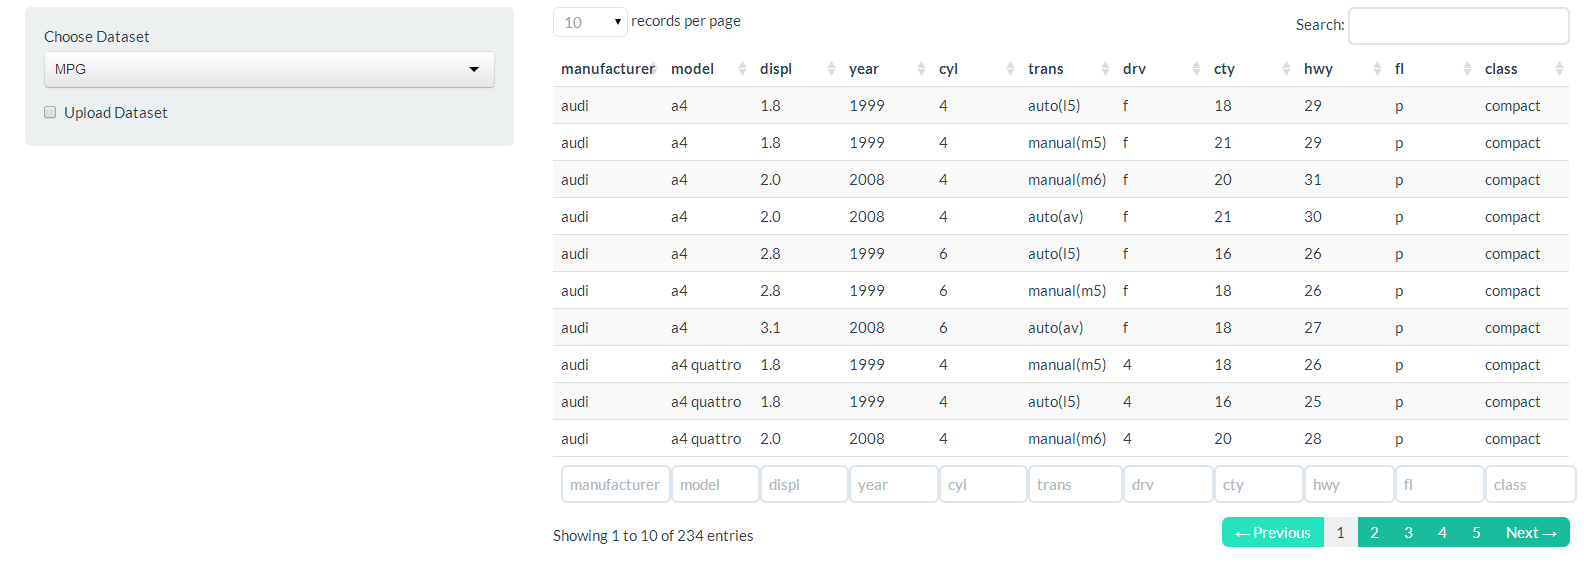 Choose Dataset
MPG
Upload Dataset
10 records per page
Search:
manufacturer model displ year cyl trans drv cty hwy fl class
audi a4 1.8 1999 4 auto(l5) f 18 29 p compact
audi a4 1.8 1999 4 manual(m5) f 21 29 p compact
audi a4 2.0 2008 4 manual(m6) f 20 31 p compact
audi a4 2.0 2008 4 auto(av) f 21 30 p compact
audi a4 2.8 1999 6 auto(l5) f 16 26 p compact
audi a4 2.8 1999 6 manual(m5) f 18 26 p compact
audi a4 3.1 2008 6 auto(av) f 18 27 p compact
audi a4 quattro 1.8 1999 4 manual(m5) 4 18 26 p compact
audi a4 quattro 1.8 1999 4 auto(l5) 4 16 25 p compact
audi a4 quattro 2.0 2008 4 manual(m6) 4 20 28 p compact
manufacturer model displ year cyl trans drv cty hwy fl class
Showing 1 to 10 of 234 entries
← Previous 1 2 3 4 5 Next →